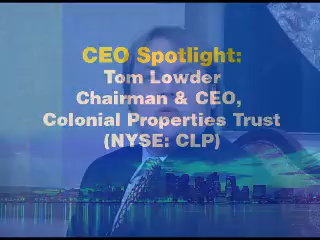 CEO Spotlight:
Tom Lowder
Chairman & CEO,
Colonial Properties Trust
(NYSE: CLP)